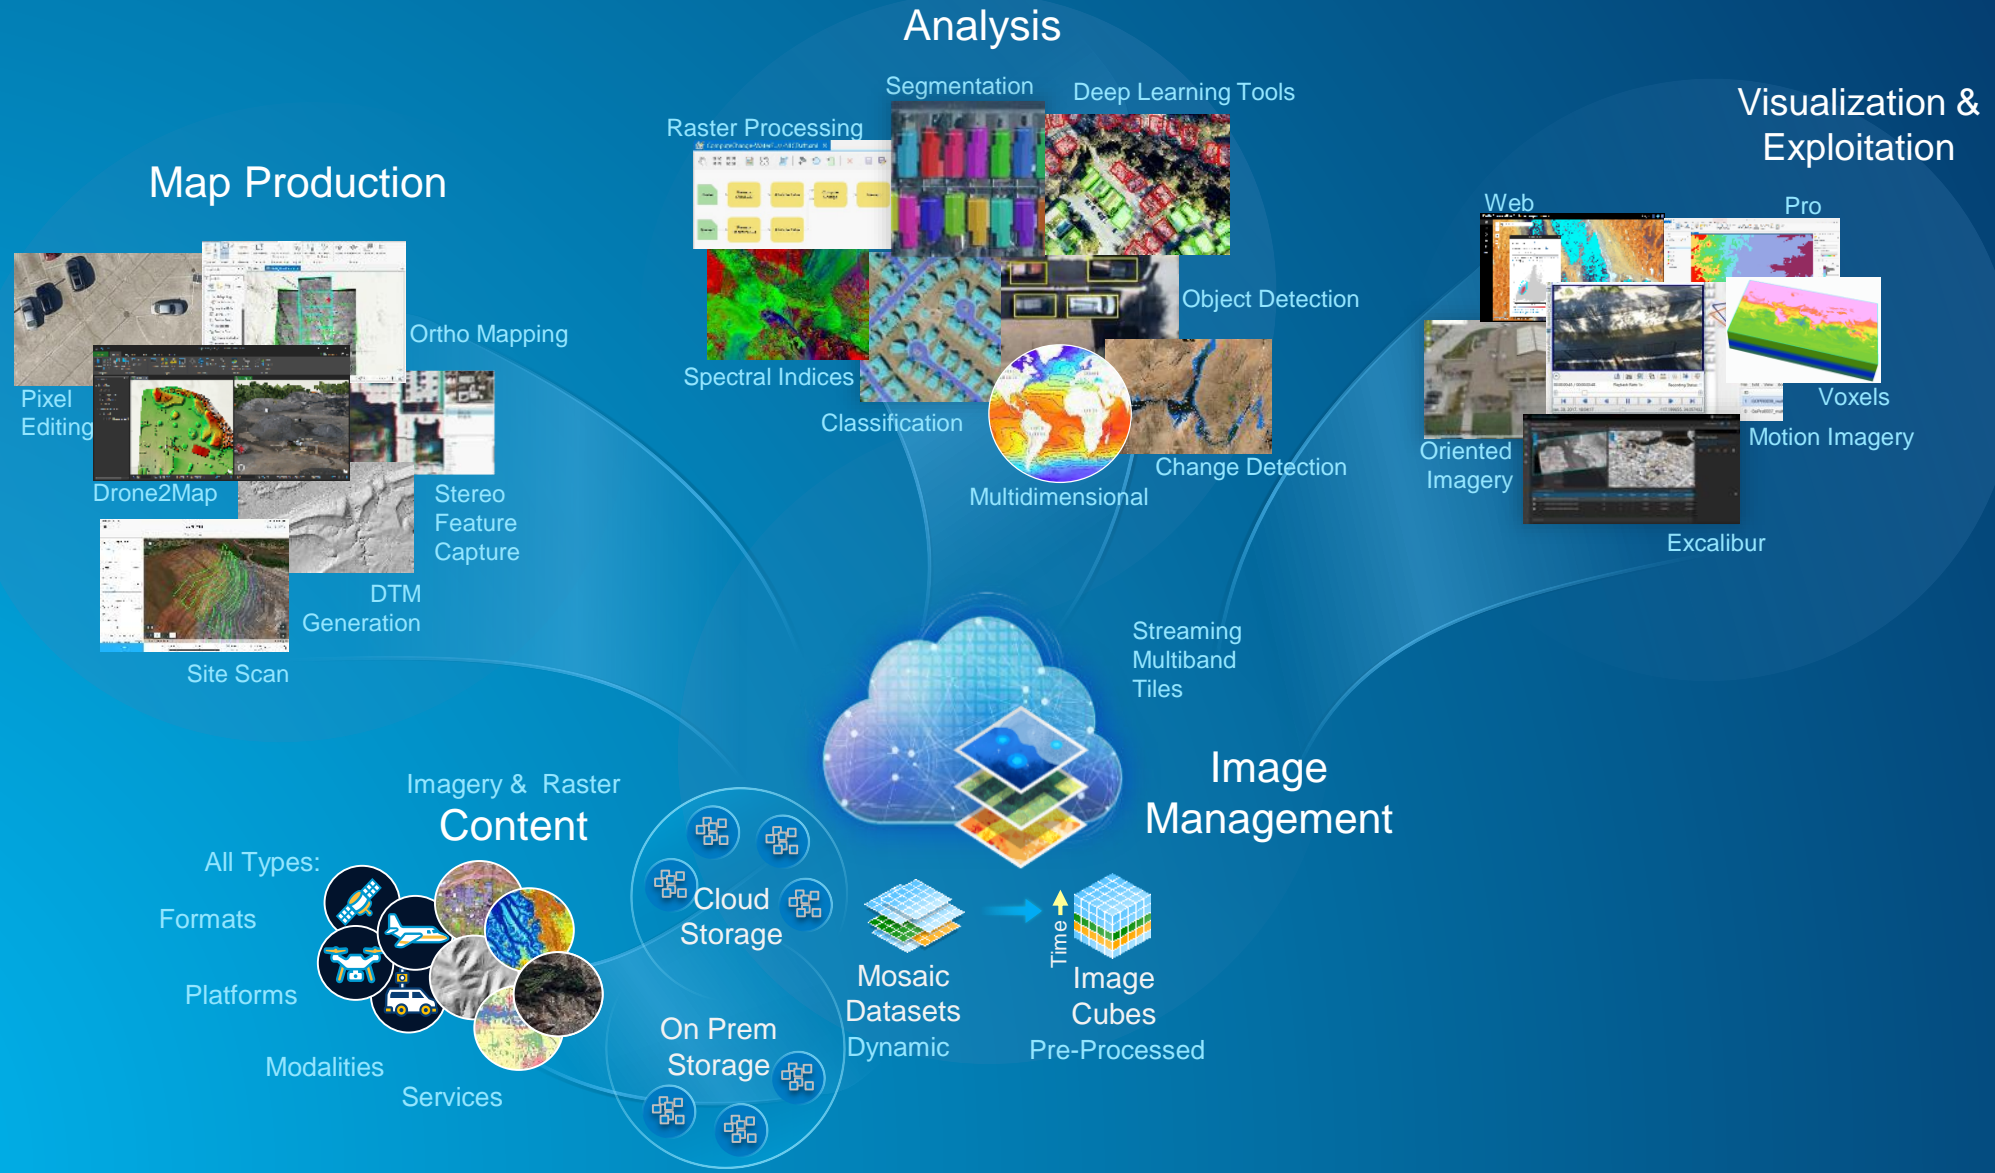 Analysis
Segmentation
Deep Learning Tools
Raster Processing
Object Detection
Spectral Indices
Classification
Change Detection
Multidimensional
Visualization &
Exploitation
Web
Pro
Voxels
Motion Imagery
Oriented
Imagery
Excalibur
Map Production
Ortho Mapping
Pixel
Editing
Drone2Map
Stereo
Feature
Capture
DTM
Generation
Site Scan
Streaming
Multiband
Tiles
Image
Management
Imagery & Raster
Content
All Types:
Formats
Platforms
Modalities
Services
Cloud
Storage
On Prem
Storage
Mosaic
Datasets
Dynamic
Time
Image
Cubes
Pre-Processed